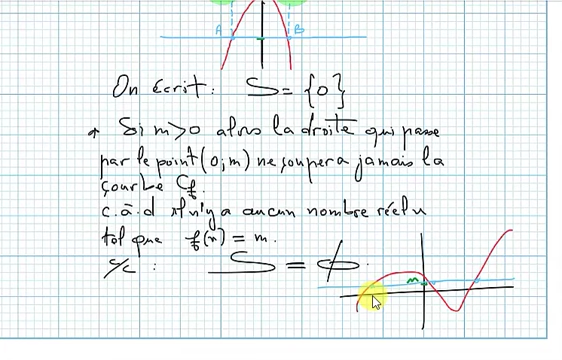 A B
On écrit : S = {0}
* Si m>0 alors la droite qui passe
par le point (0,m) ne coupera jamais la
courbe Cf.
c.à.d il n'y a aucun nombre réel x
tel que f(x) = m.
c/c : S = ϕ.
m